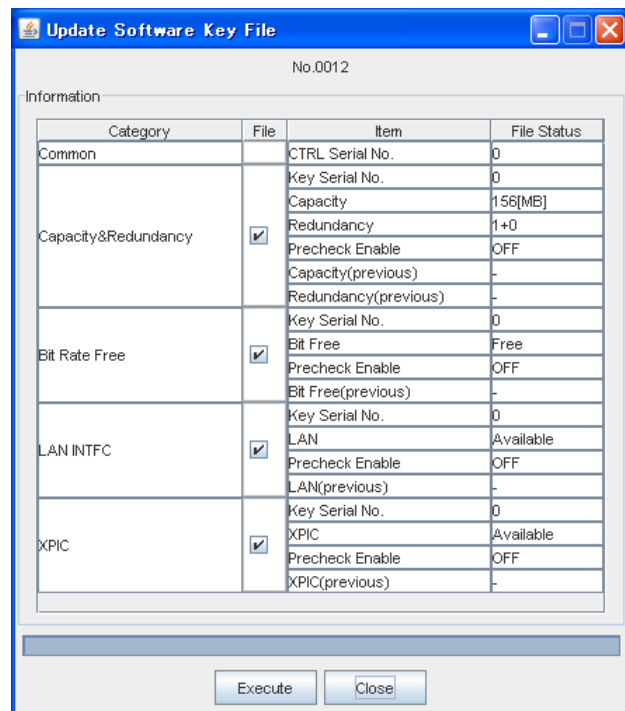 Update Software Key File
No.0012
Information
Category File Item File Status
Common CTRL Serial No. 0
Capacity&Redundancy Key Serial No. 0
Capacity 156[MB]
Redundancy 1+0
Precheck Enable OFF
Capacity(previous) -
Redundancy(previous) -
Bit Rate Free Key Serial No. 0
Bit Free Free
Precheck Enable OFF
Bit Free(previous) -
LAN INTFC Key Serial No. 0
LAN Available
Precheck Enable OFF
LAN(previous) -
XPIC Key Serial No. 0
XPIC Available
Precheck Enable OFF
XPIC(previous) -
Execute Close